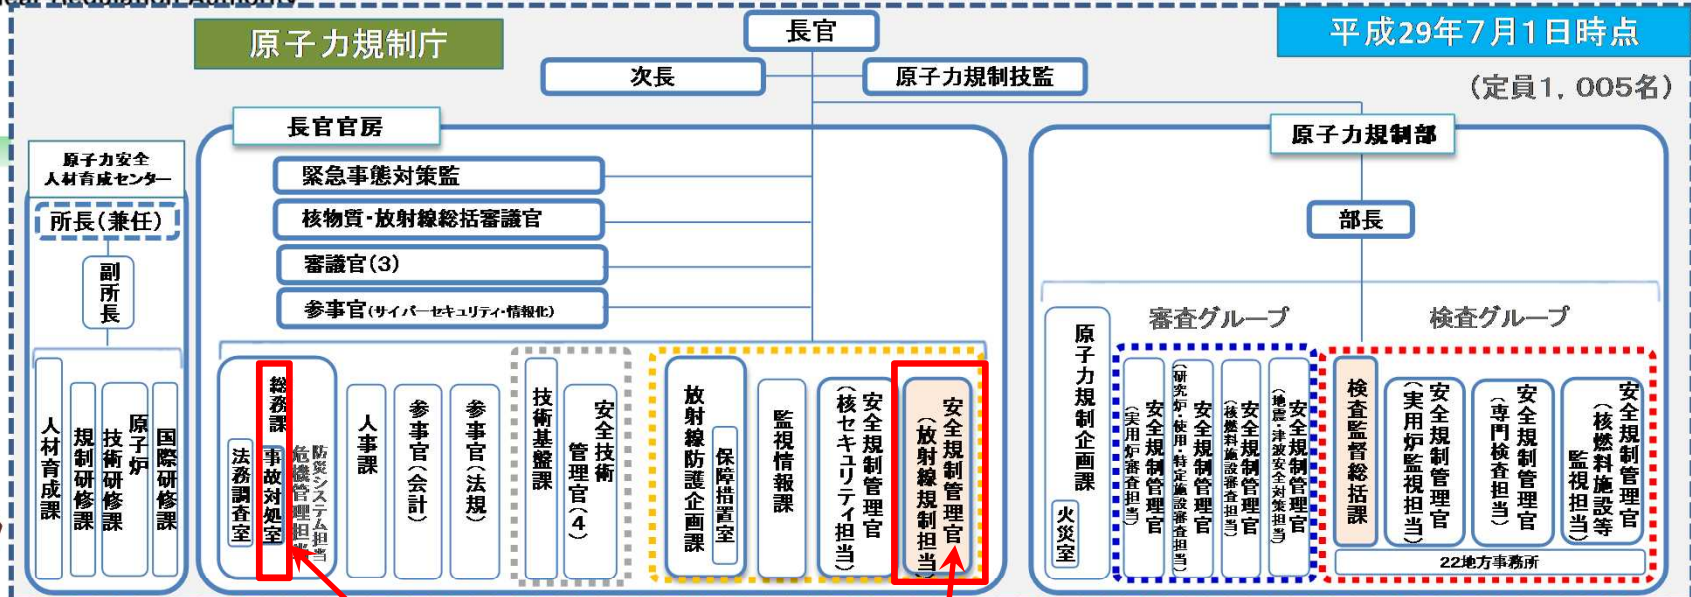 原子力規制庁
長官
平成29年7月1日時点
(定員1，005名)
次長
原子力規制技監
原子力安全
人材育成センター
所長(兼任)
副所長
人材育成課
規制研修課
原子炉
技術研修課
国際研修課
長官官房
緊急事態対策監
核物質・放射線総括審議官
審議官(3)
参事官(サイバーセキュリティ・情報化)
総務課
法務調査室
事故対処室
防災システム担当
危機管理担当
人事課
参事官(会計)
参事官(法規)
技術基盤課
安全技術
管理官(4)
放射線防護企画課
保障措置室
監視情報課
安全規制管理官
(核セキュリティ担当)
安全規制管理官
(放射線規制担当)
原子力規制部
部長
原子力規制企画課
火災室
審査グループ
安全規制管理官
(実用炉審査担当)
安全規制管理官
(研究炉・使用・特定施設審査担当)
安全規制管理官
(核燃料施設審査担当)
安全規制管理官
(地震・津波安全対策担当)
検査グループ
検査監督総括課
安全規制管理官
(実用炉監視担当)
安全規制管理官
(専門検査担当)
安全規制管理官
(核燃料施設等
監視担当)
22地方事務所